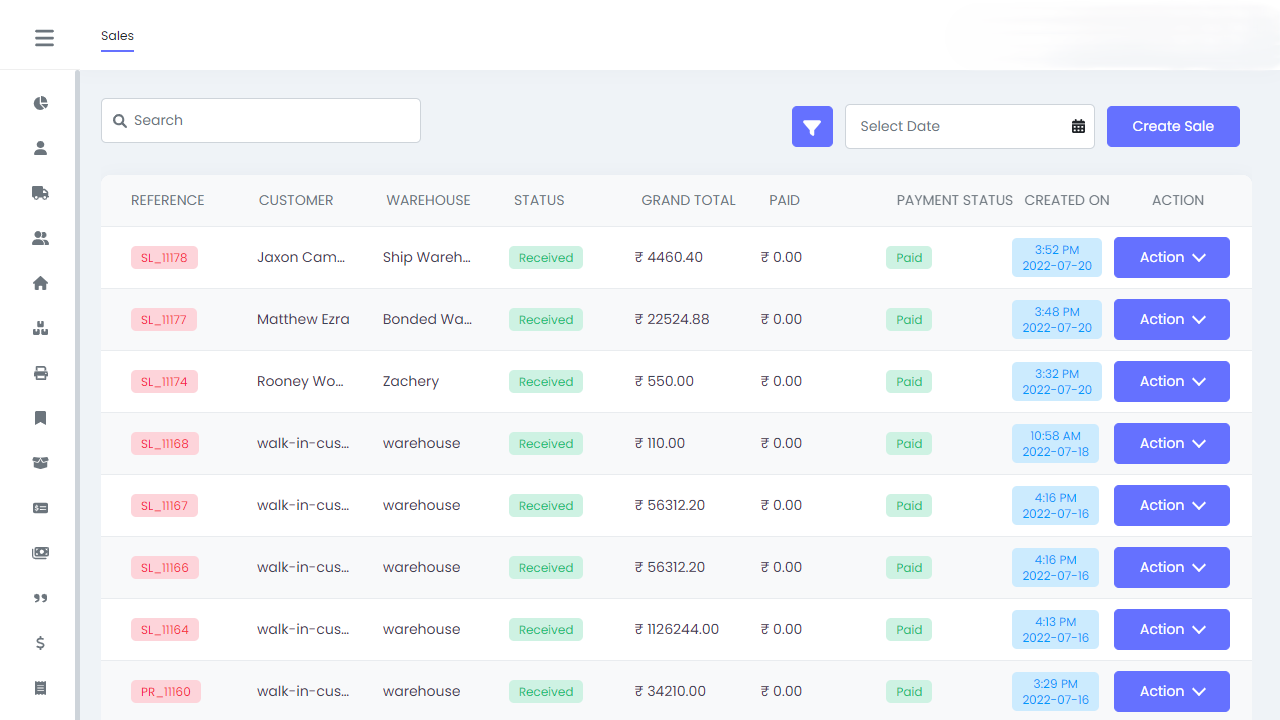 Sales
Search
Select Date
Create Sale
REFERENCE CUSTOMER WAREHOUSE STATUS GRAND TOTAL PAID PAYMENT STATUS CREATED ON ACTION
SL_11178 Jaxon Cam... Ship Wareh... Received ₹ 4460.40 ₹ 0.00 Paid 3:52 PM 2022-07-20 Action
SL_11177 Matthew Ezra Bonded Wa... Received ₹ 22524.88 ₹ 0.00 Paid 3:48 PM 2022-07-20 Action
SL_11174 Rooney Wo... Zachery Received ₹ 550.00 ₹ 0.00 Paid 3:32 PM 2022-07-20 Action
SL_11168 walk-in-cus... warehouse Received ₹ 110.00 ₹ 0.00 Paid 10:58 AM 2022-07-18 Action
SL_11167 walk-in-cus... warehouse Received ₹ 56312.20 ₹ 0.00 Paid 4:16 PM 2022-07-16 Action
SL_11166 walk-in-cus... warehouse Received ₹ 56312.20 ₹ 0.00 Paid 4:16 PM 2022-07-16 Action
SL_11164 walk-in-cus... warehouse Received ₹ 1126244.00 ₹ 0.00 Paid 4:13 PM 2022-07-16 Action
PR_11160 walk-in-cus... warehouse Received ₹ 34210.00 ₹ 0.00 Paid 3:29 PM 2022-07-16 Action